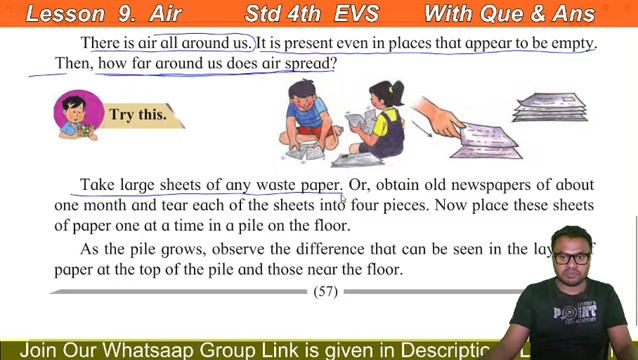 Lesson 9. Air Std 4th EVS With Que & Ans
There is air all around us. It is present even in places that appear to be empty.
Then, how far around us does air spread?
Try this.
Take large sheets of any waste paper. Or, obtain old newspapers of about
one month and tear each of the sheets into four pieces. Now place these sheets
of paper one at a time in a pile on the floor.
As the pile grows, observe the difference that can be seen in the
paper at the top of the pile and those near the floor.
(57)
POINT
Join Our Whatsaap Group Link is given in